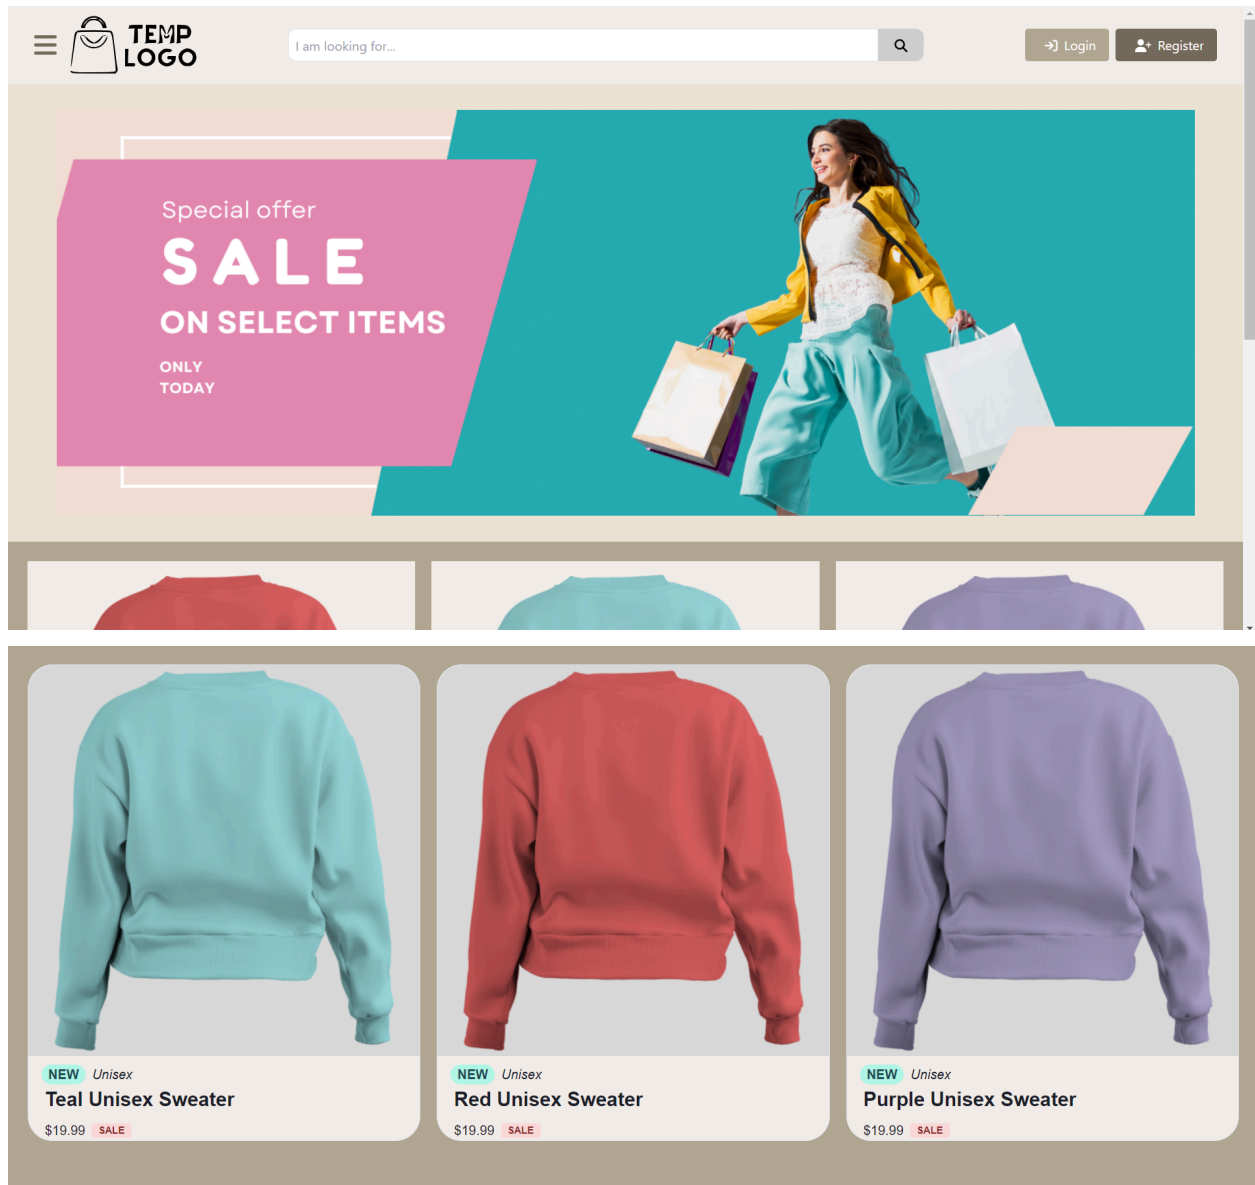 TEMP
LOGO
I am looking for...
Login
Register
Special offer
SALE
ON SELECT ITEMS
ONLY
TODAY
NEW Unisex
Teal Unisex Sweater
$19.99 SALE
NEW Unisex
Red Unisex Sweater
$19.99 SALE
NEW Unisex
Purple Unisex Sweater
$19.99 SALE